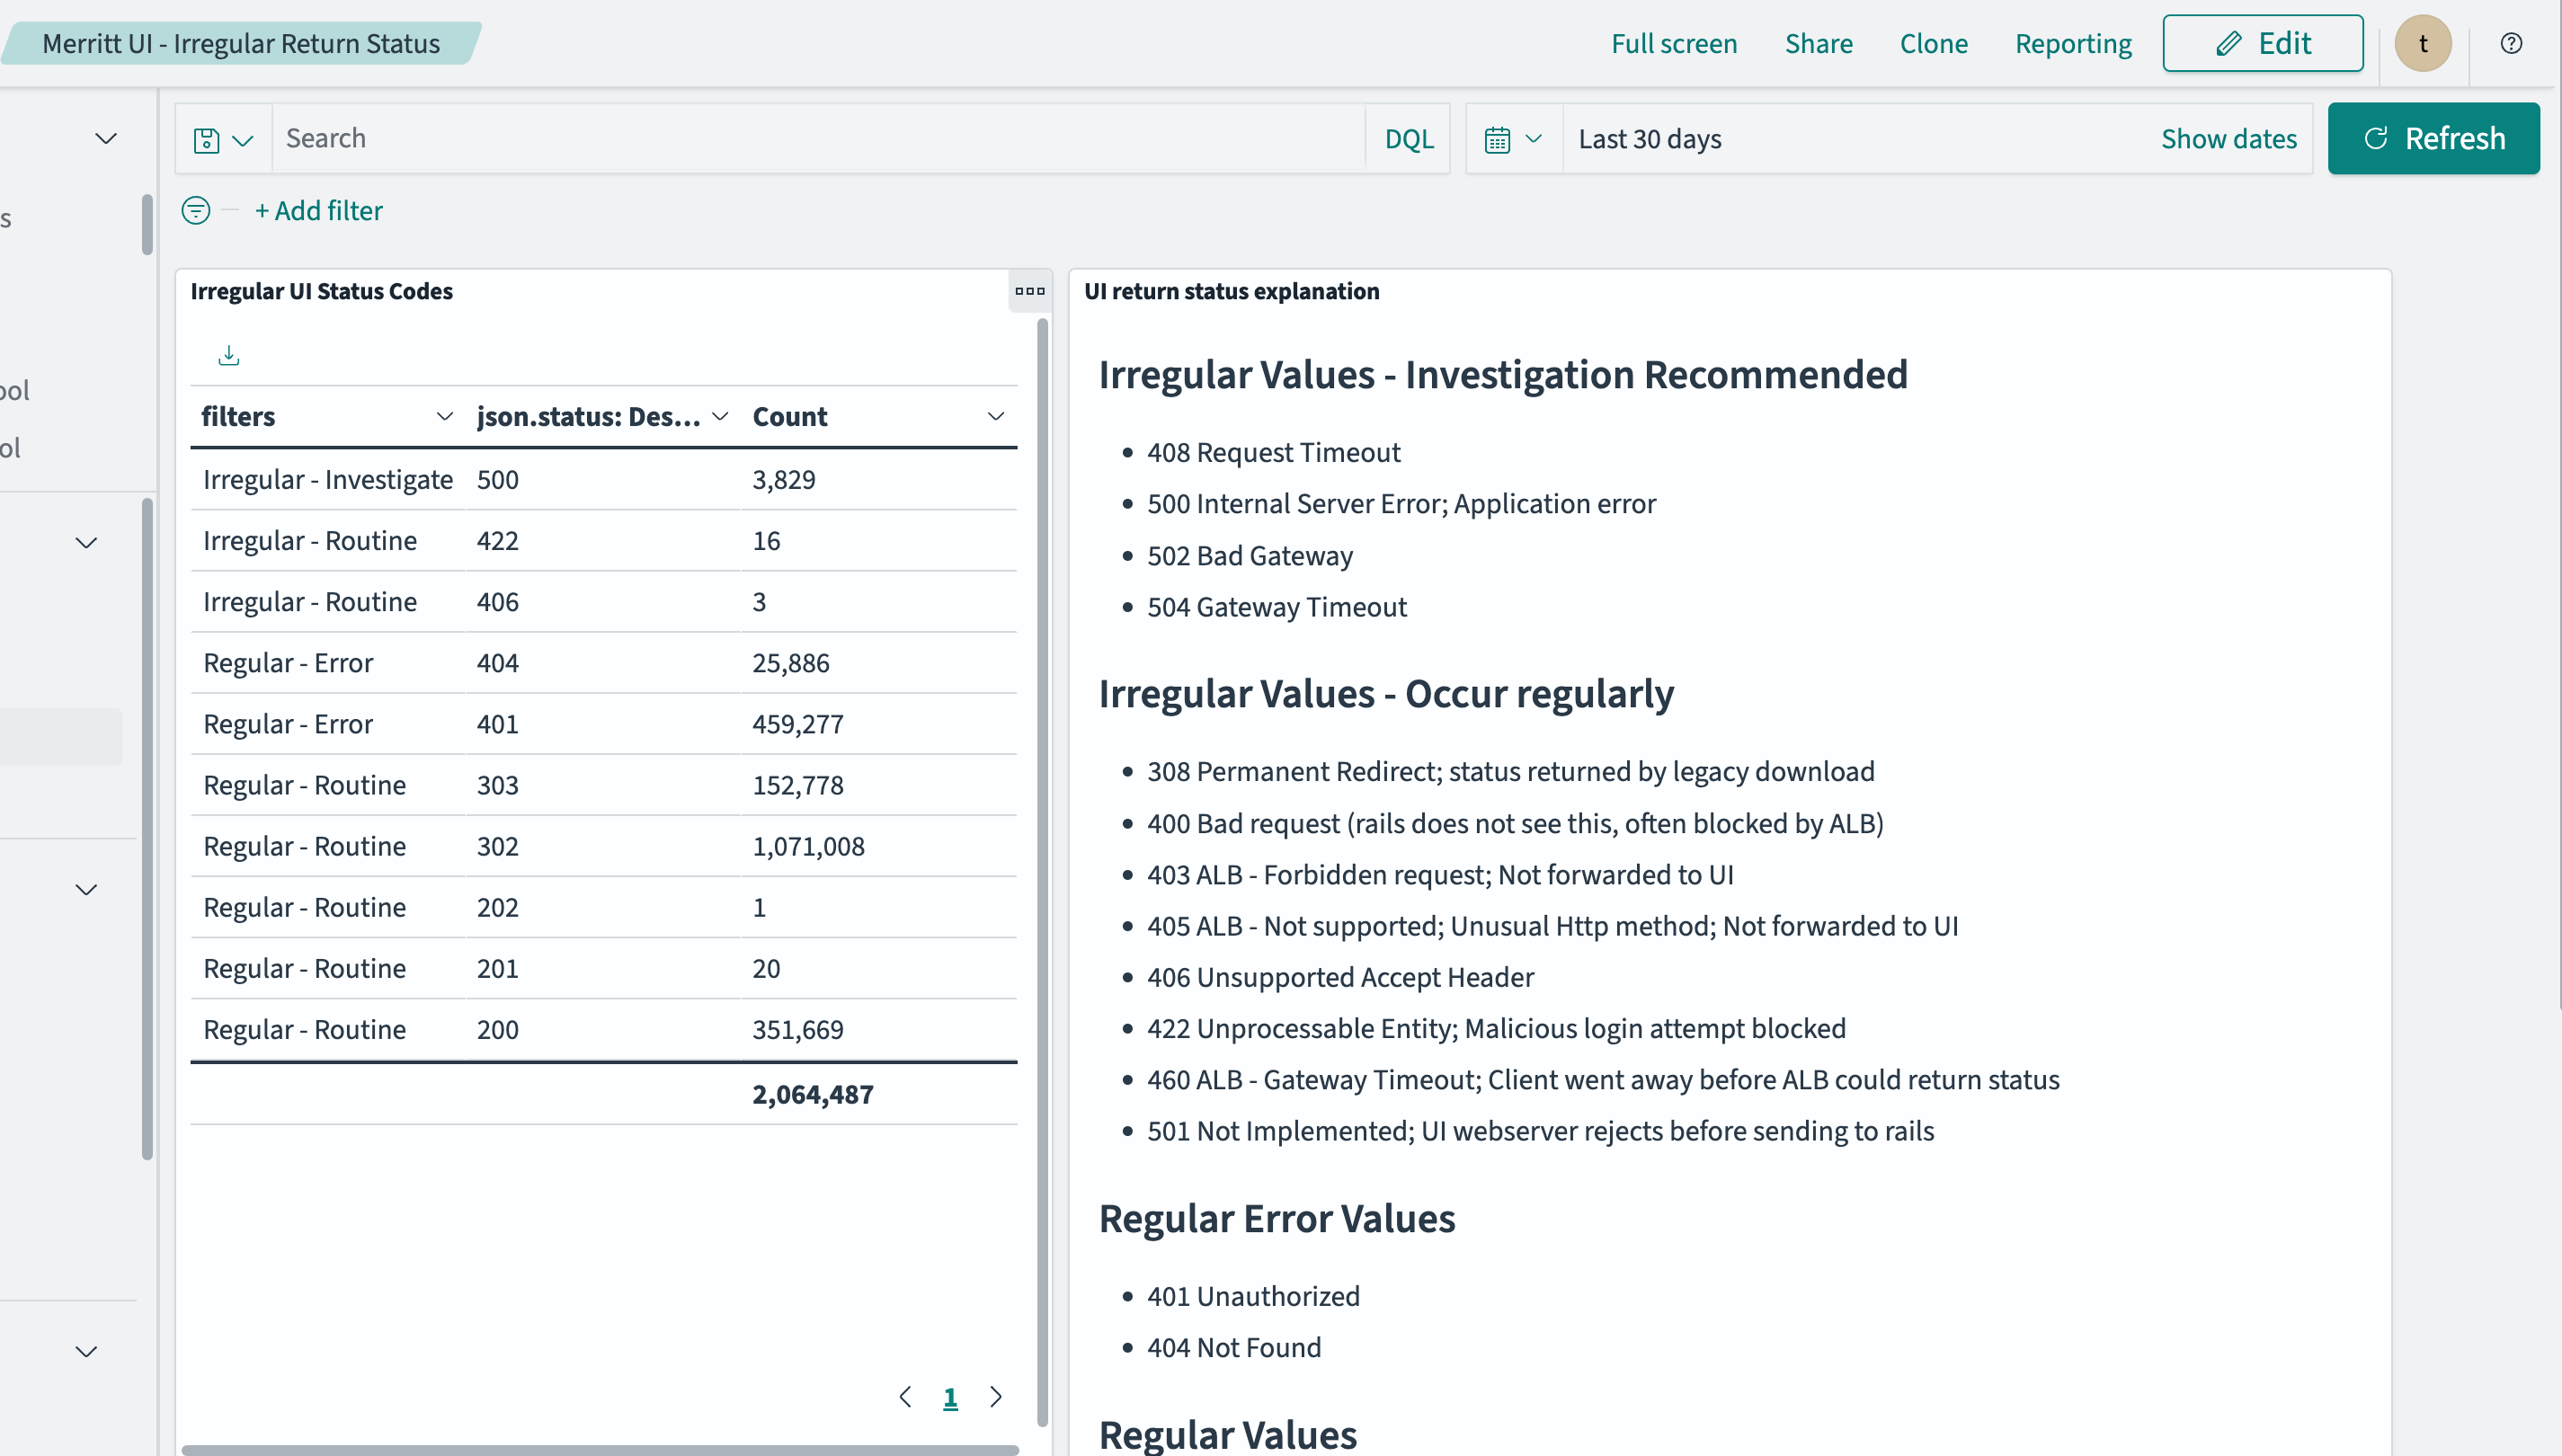 Merritt UI - Irregular Return Status
Full screen
Share
Clone
Reporting
Edit
t
s
ool
ol
Search
DQL
Last 30 days
Show dates
Refresh
+ Add filter
Irregular UI Status Codes
filters json.status: Des... Count
Irregular - Investigate 500 3,829
Irregular - Routine 422 16
Irregular - Routine 406 3
Regular - Error 404 25,886
Regular - Error 401 459,277
Regular - Routine 303 152,778
Regular - Routine 302 1,071,008
Regular - Routine 202 1
Regular - Routine 201 20
Regular - Routine 200 351,669
2,064,487
1
UI return status explanation
Irregular Values - Investigation Recommended
• 408 Request Timeout
• 500 Internal Server Error; Application error
• 502 Bad Gateway
• 504 Gateway Timeout
Irregular Values - Occur regularly
• 308 Permanent Redirect; status returned by legacy download
• 400 Bad request (rails does not see this, often blocked by ALB)
• 403 ALB - Forbidden request; Not forwarded to UI
• 405 ALB - Not supported; Unusual Http method; Not forwarded to UI
• 406 Unsupported Accept Header
• 422 Unprocessable Entity; Malicious login attempt blocked
• 460 ALB - Gateway Timeout; Client went away before ALB could return status
• 501 Not Implemented; UI webserver rejects before sending to rails
Regular Error Values
• 401 Unauthorized
• 404 Not Found
Regular Values